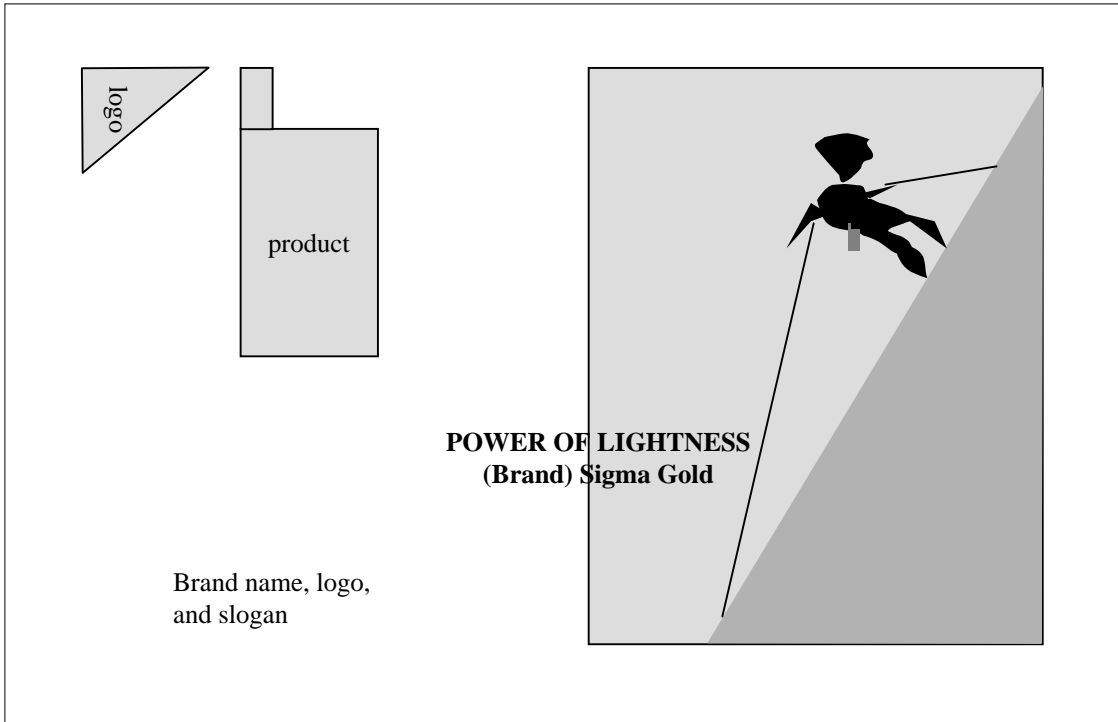 logo
product
POWER OF LIGHTNESS
(Brand) Sigma Gold
Brand name, logo,
and slogan